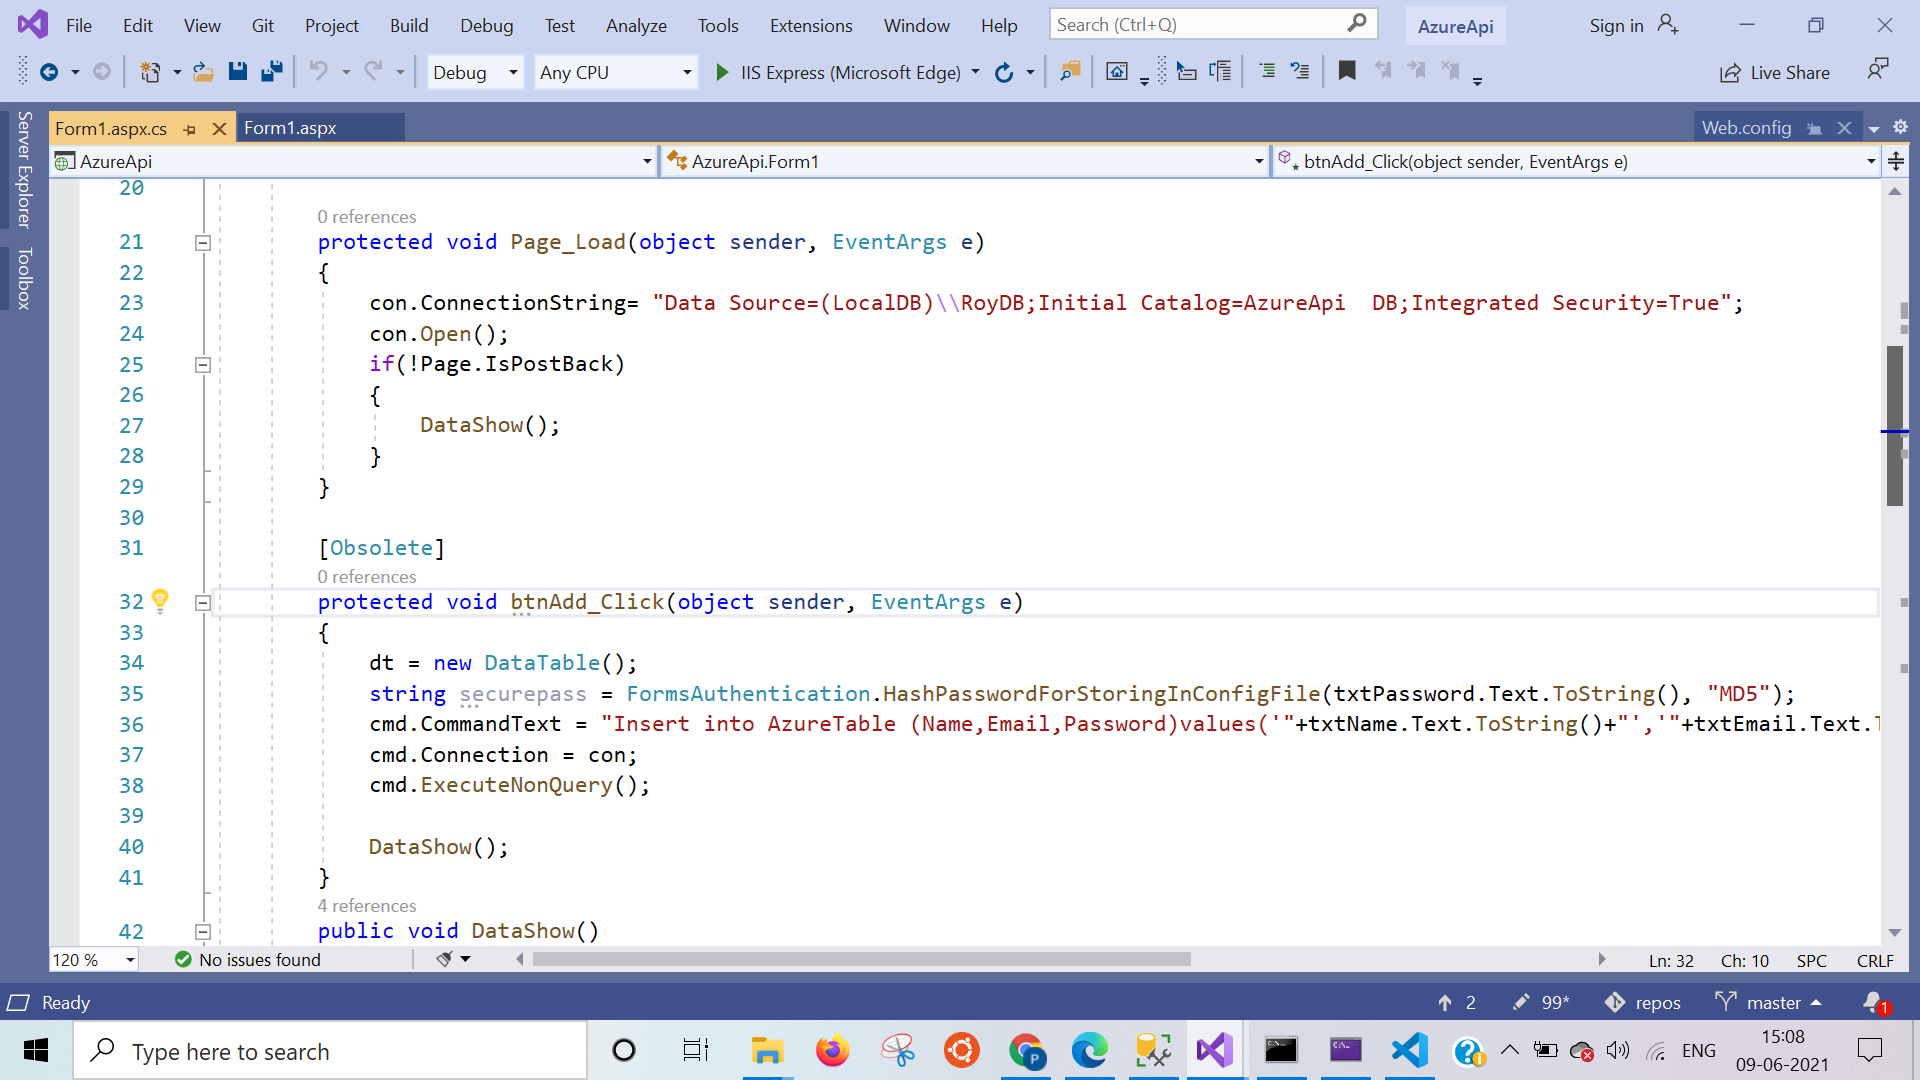 File Edit View Git Project Build Debug Test Analyze Tools Extensions Window Help Search (Ctrl+Q) AzureApi Sign in
Debug Any CPU IIS Express (Microsoft Edge) Live Share
Server Explorer
Toolbox
Form1.aspx.cs Form1.aspx Web.config
AzureApi AzureApi.Form1 btnAdd_Click(object sender, EventArgs e)
20
0 references
21 protected void Page_Load(object sender, EventArgs e)
22 {
23 con.ConnectionString= "Data Source=(LocalDB)\\RoyDB;Initial Catalog=AzureApi  DB;Integrated Security=True";
24 con.Open();
25 if(!Page.IsPostBack)
26 {
27 DataShow();
28 }
29 }
30
31 [Obsolete]
0 references
32 protected void btnAdd_Click(object sender, EventArgs e)
33 {
34 dt = new DataTable();
35 string securepass = FormsAuthentication.HashPasswordForStoringInConfigFile(txtPassword.Text.ToString(), "MD5");
36 cmd.CommandText = "Insert into AzureTable (Name,Email,Password)values('"+txtName.Text.ToString()+"','"+txtEmail.Text.
37 cmd.Connection = con;
38 cmd.ExecuteNonQuery();
39
40 DataShow();
41 }
4 references
42 public void DataShow()
120 % No issues found Ln: 32 Ch: 10 SPC CRLF
Ready 2 99* repos master 1
Type here to search ENG 15:08
09-06-2021